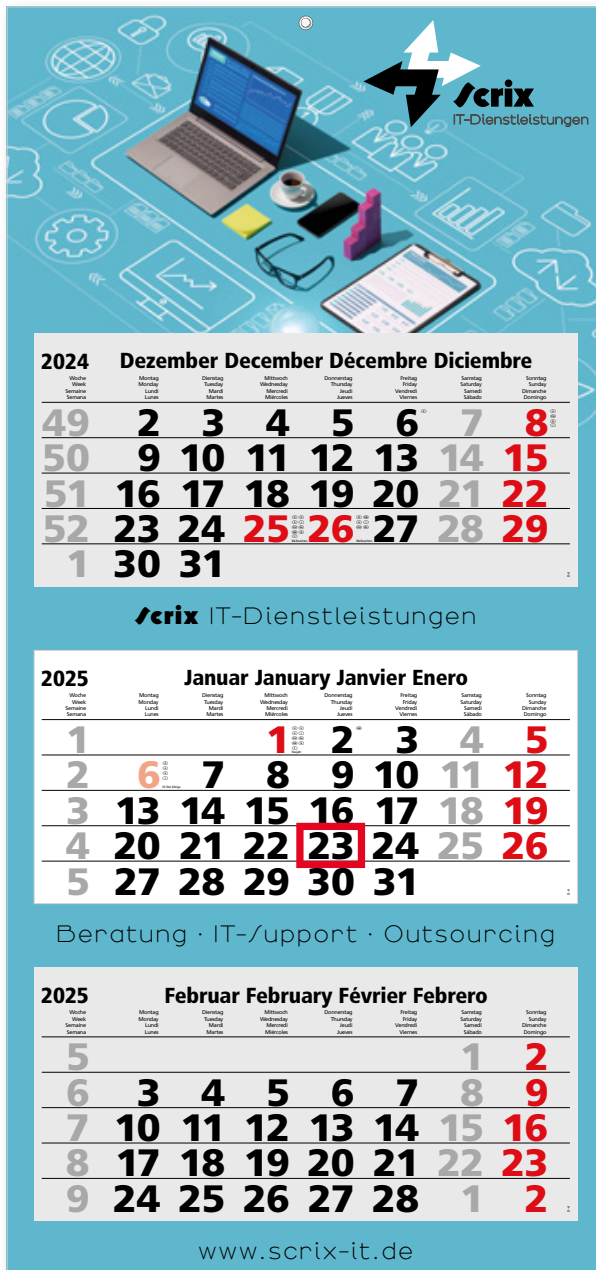 Scrix
IT-Dienstleistungen
2024 Dezember December Décembre Diciembre
Woche Montag Dienstag Mittwoch Donnerstag Freitag Samstag Sonntag
Week Monday Tuesday Wednesday Thursday Friday Saturday Sunday
Semaine Lundi Mardi Mercredi Jeudi Vendredi Samedi Dimanche
Semana Lunes Martes Miércoles Jueves Viernes Sábado Domingo
49 2 3 4 5 6 7 8
50 9 10 11 12 13 14 15
51 16 17 18 19 20 21 22
52 23 24 25 26 27 28 29
1 30 31
Scrix IT-Dienstleistungen
2025 Januar January Janvier Enero
Woche Montag Dienstag Mittwoch Donnerstag Freitag Samstag Sonntag
Week Monday Tuesday Wednesday Thursday Friday Saturday Sunday
Semaine Lundi Mardi Mercredi Jeudi Vendredi Samedi Dimanche
Semana Lunes Martes Miércoles Jueves Viernes Sábado Domingo
1 1 2 3 4 5
2 6 7 8 9 10 11 12
3 13 14 15 16 17 18 19
4 20 21 22 23 24 25 26
5 27 28 29 30 31
Beratung · IT-Support · Outsourcing
2025 Februar February Février Febrero
Woche Montag Dienstag Mittwoch Donnerstag Freitag Samstag Sonntag
Week Monday Tuesday Wednesday Thursday Friday Saturday Sunday
Semaine Lundi Mardi Mercredi Jeudi Vendredi Samedi Dimanche
Semana Lunes Martes Miércoles Jueves Viernes Sábado Domingo
5 1 2
6 3 4 5 6 7 8 9
7 10 11 12 13 14 15 16
8 17 18 19 20 21 22 23
9 24 25 26 27 28 1 2
www.scrix-it.de